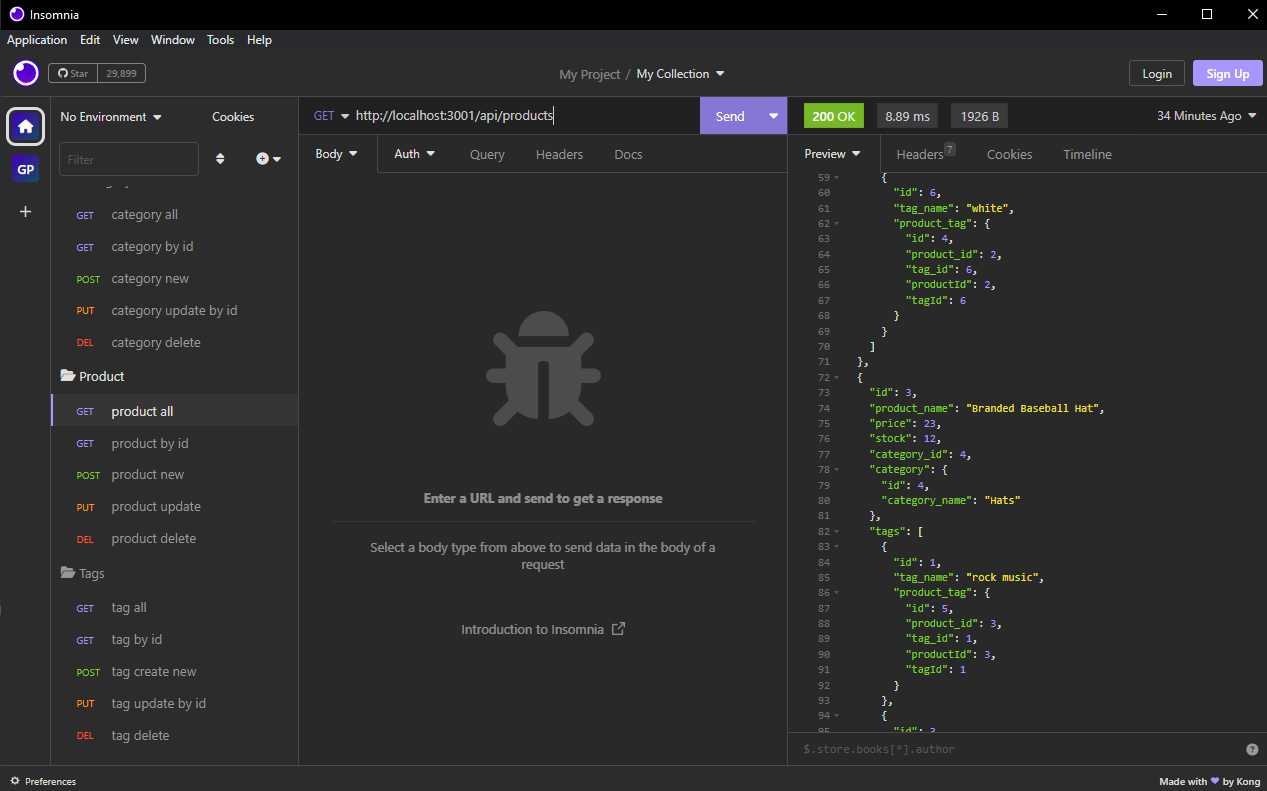 Insomnia
Application Edit View Window Tools Help
Star 29,899
My Project / My Collection
Login Sign Up
No Environment Cookies
GP
Filter
GET category all
GET category by id
POST category new
PUT category update by id
DEL category delete
Product
GET product all
GET product by id
POST product new
PUT product update
DEL product delete
Tags
GET tag all
GET tag by id
POST tag create new
PUT tag update by id
DEL tag delete
GET http://localhost:3001/api/products
Send
Body Auth Query Headers Docs
Enter a URL and send to get a response
Select a body type from above to send data in the body of a
request
Introduction to Insomnia
200 OK 8.89 ms 1926 B 34 Minutes Ago
Preview Headers 7 Cookies Timeline
59 {
60 "id": 6,
61 "tag_name": "white",
62 "product_tag": {
63 "id": 4,
64 "product_id": 2,
65 "tag_id": 6,
66 "productId": 2,
67 "tagId": 6
68 }
69 }
70 ]
71 },
72 {
73 "id": 3,
74 "product_name": "Branded Baseball Hat",
75 "price": 23,
76 "stock": 12,
77 "category_id": 4,
78 "category": {
79 "id": 4,
80 "category_name": "Hats"
81 },
82 "tags": [
83 {
84 "id": 1,
85 "tag_name": "rock music",
86 "product_tag": {
87 "id": 5,
88 "product_id": 3,
89 "tag_id": 1,
90 "productId": 3,
91 "tagId": 1
92 }
93 },
94 {
95 "id": 3
$.store.books[*].author
Preferences
Made with by Kong